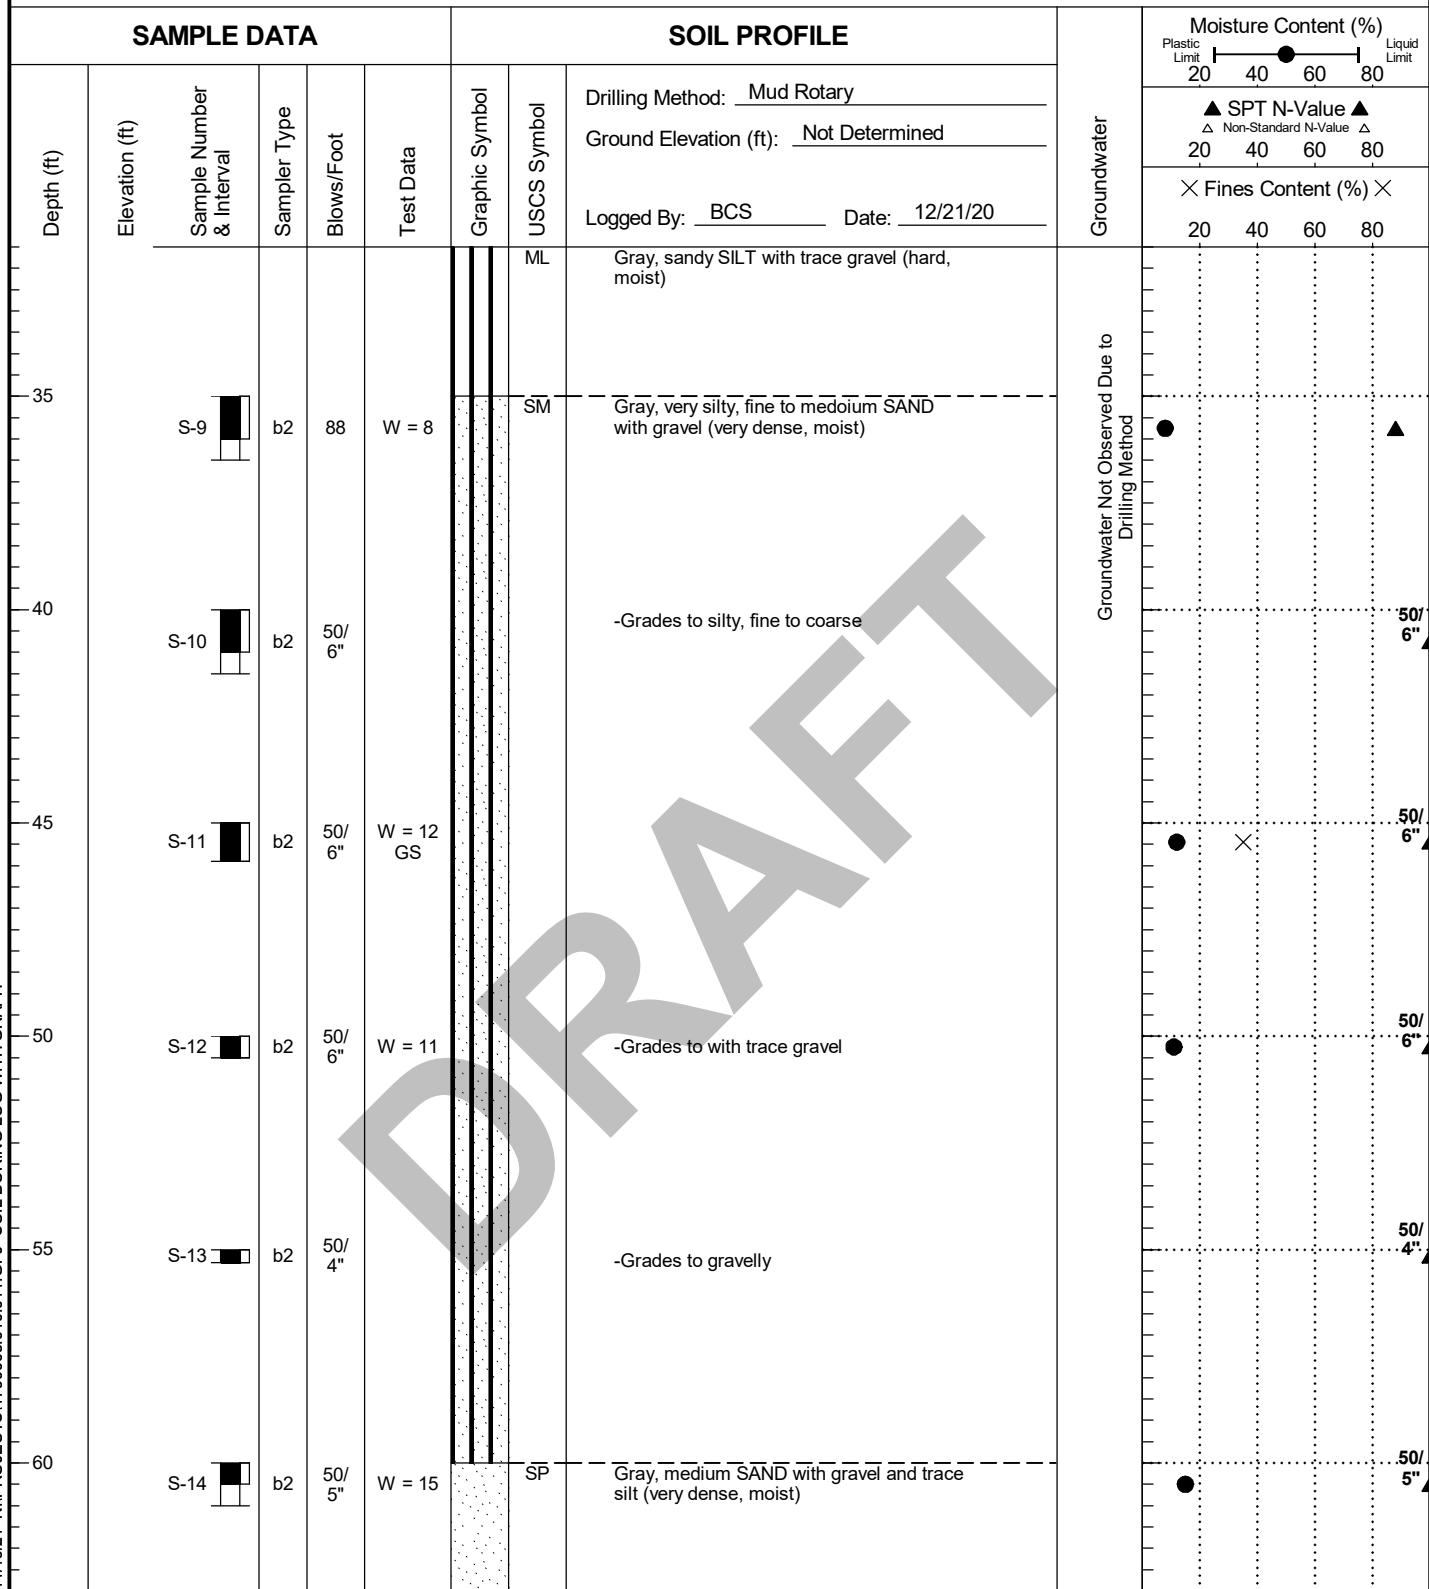 SAMPLE DATA
SOIL PROFILE
Depth (ft)
Elevation (ft)
Sample Number
& Interval
Sampler Type
Blows/Foot
Test Data
Graphic Symbol
USCS Symbol
Drilling Method: Mud Rotary
Ground Elevation (ft): Not Determined
Logged By: BCS Date: 12/21/20
Groundwater
Moisture Content (%)
Plastic
Limit
Liquid
Limit
20 40 60 80
▲ SPT N-Value ▲
△ Non-Standard N-Value △
20 40 60 80
× Fines Content (%) ×
20 40 60 80
ML Gray, sandy SILT with trace gravel (hard,
moist)
35
S-9 b2 88 W = 8
SM Gray, very silty, fine to medoium SAND
with gravel (very dense, moist)
Groundwater Not Observed Due to
Drilling Method
40
S-10 b2 50/
6"
-Grades to silty, fine to coarse
50/
6"
45
S-11 b2 50/
6"
W = 12
GS
50/
6"
50
S-12 b2 50/
6"
W = 11
-Grades to with trace gravel
50/
6"
55
S-13 b2 50/
4"
-Grades to gravelly
50/
4"
60
S-14 b2 50/
5"
W = 15
SP Gray, medium SAND with gravel and trace
silt (very dense, moist)
50/
5"
DRAFT